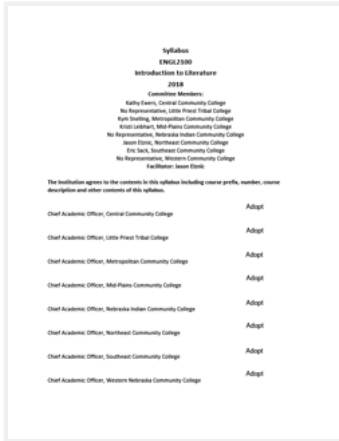 Syllabus
ENGL2100
Introduction to Literature
2018
Committee Members:
Kathy Ewers, Central Community College
No Representative, Little Priest Tribal College
Kym Snelling, Metropolitan Community College
Kristi Leibhart, Mid-Plains Community College
No Representative, Nebraska Indian Community College
Jason Elznic, Northeast Community College
Eric Sack, Southeast Community College
No Representative, Western Community College
Facilitator: Jason Elznic
The Institution agrees to the contents in this syllabus including course prefix, number, course
description and other contents of this syllabus.
Adopt
Chief Academic Officer, Central Community College
Adopt
Chief Academic Officer, Little Priest Tribal College
Adopt
Chief Academic Officer, Metropolitan Community College
Adopt
Chief Academic Officer, Mid-Plains Community College
Adopt
Chief Academic Officer, Nebraska Indian Community College
Adopt
Chief Academic Officer, Northeast Community College
Adopt
Chief Academic Officer, Southeast Community College
Adopt
Chief Academic Officer, Western Nebraska Community College